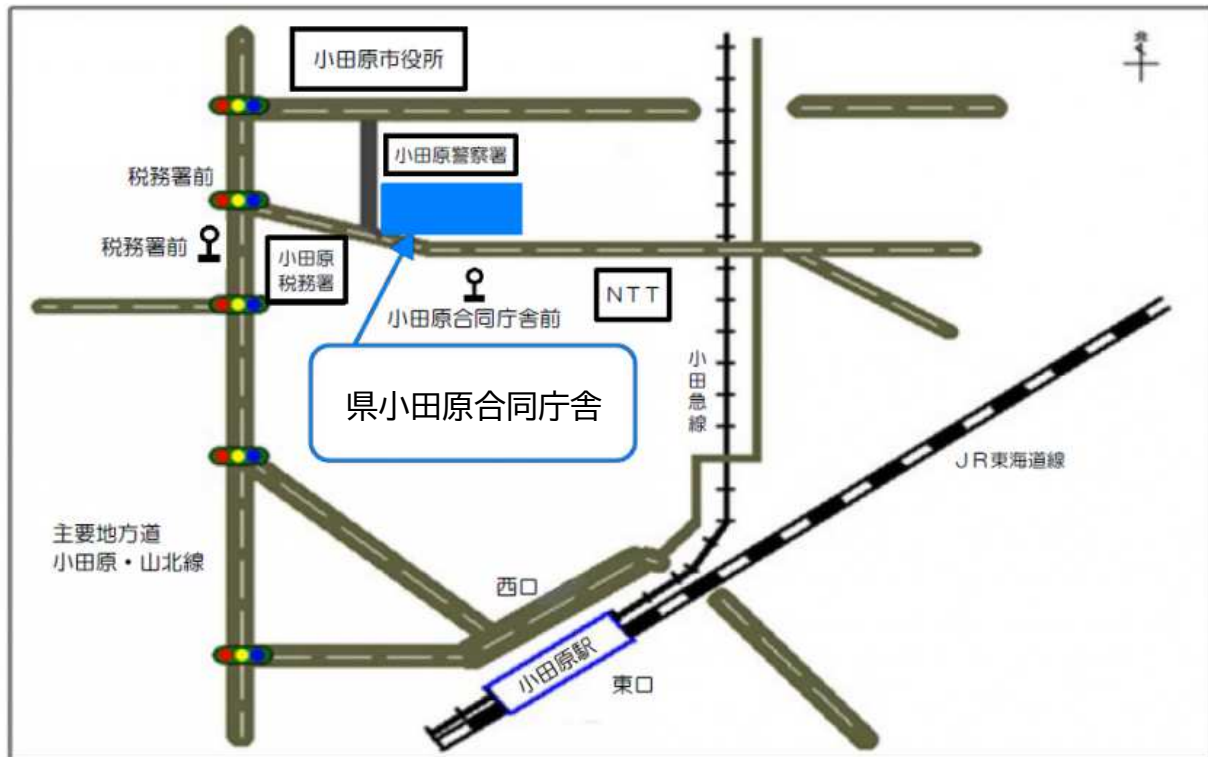 小田原市役所
北
小田原警察署
税務署前
税務署前
小田原
税務署
小田原合同庁舎前
NTT
県小田原合同庁舎
小田急線
JR東海道線
主要地方道
小田原・山北線
西口
小田原駅
東口